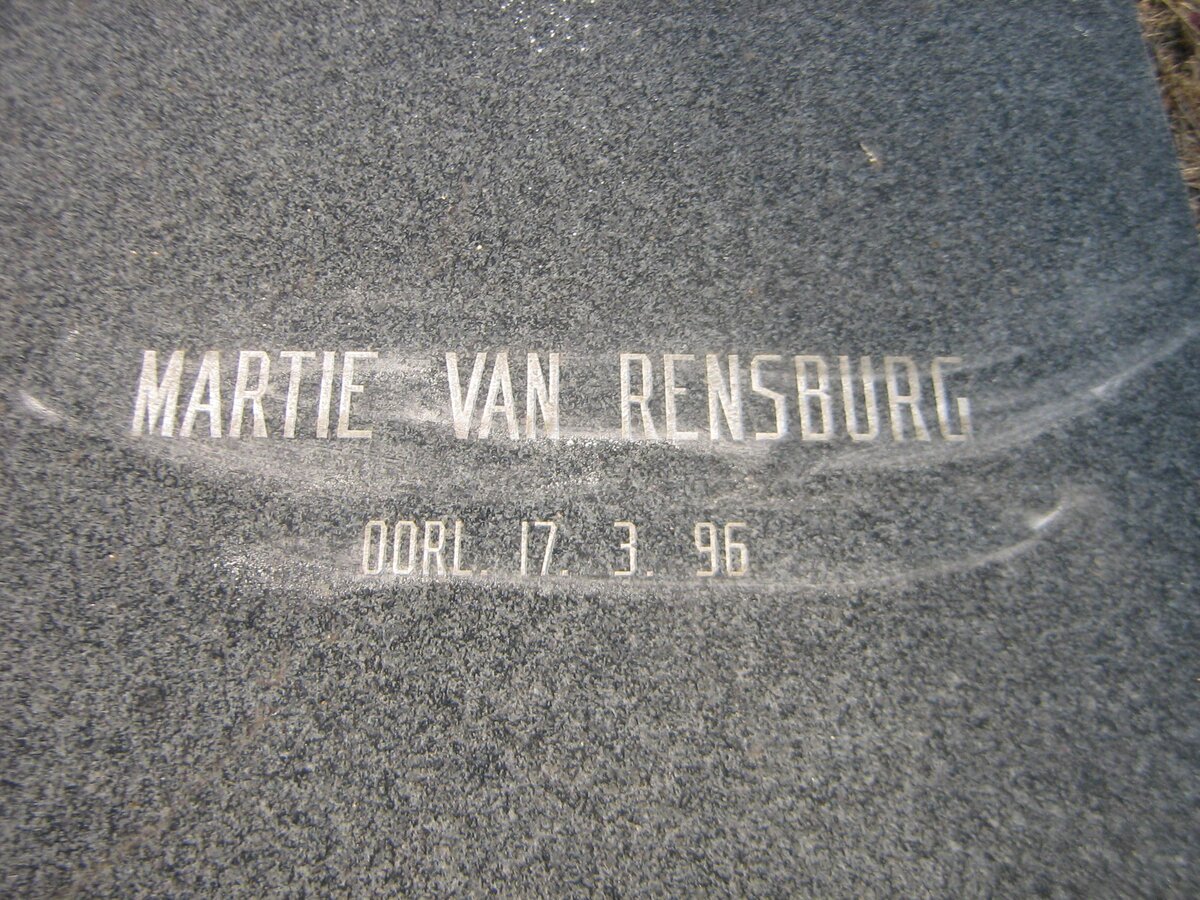 MARTIE VAN RENSBURG
OORL. 17. 3. 96